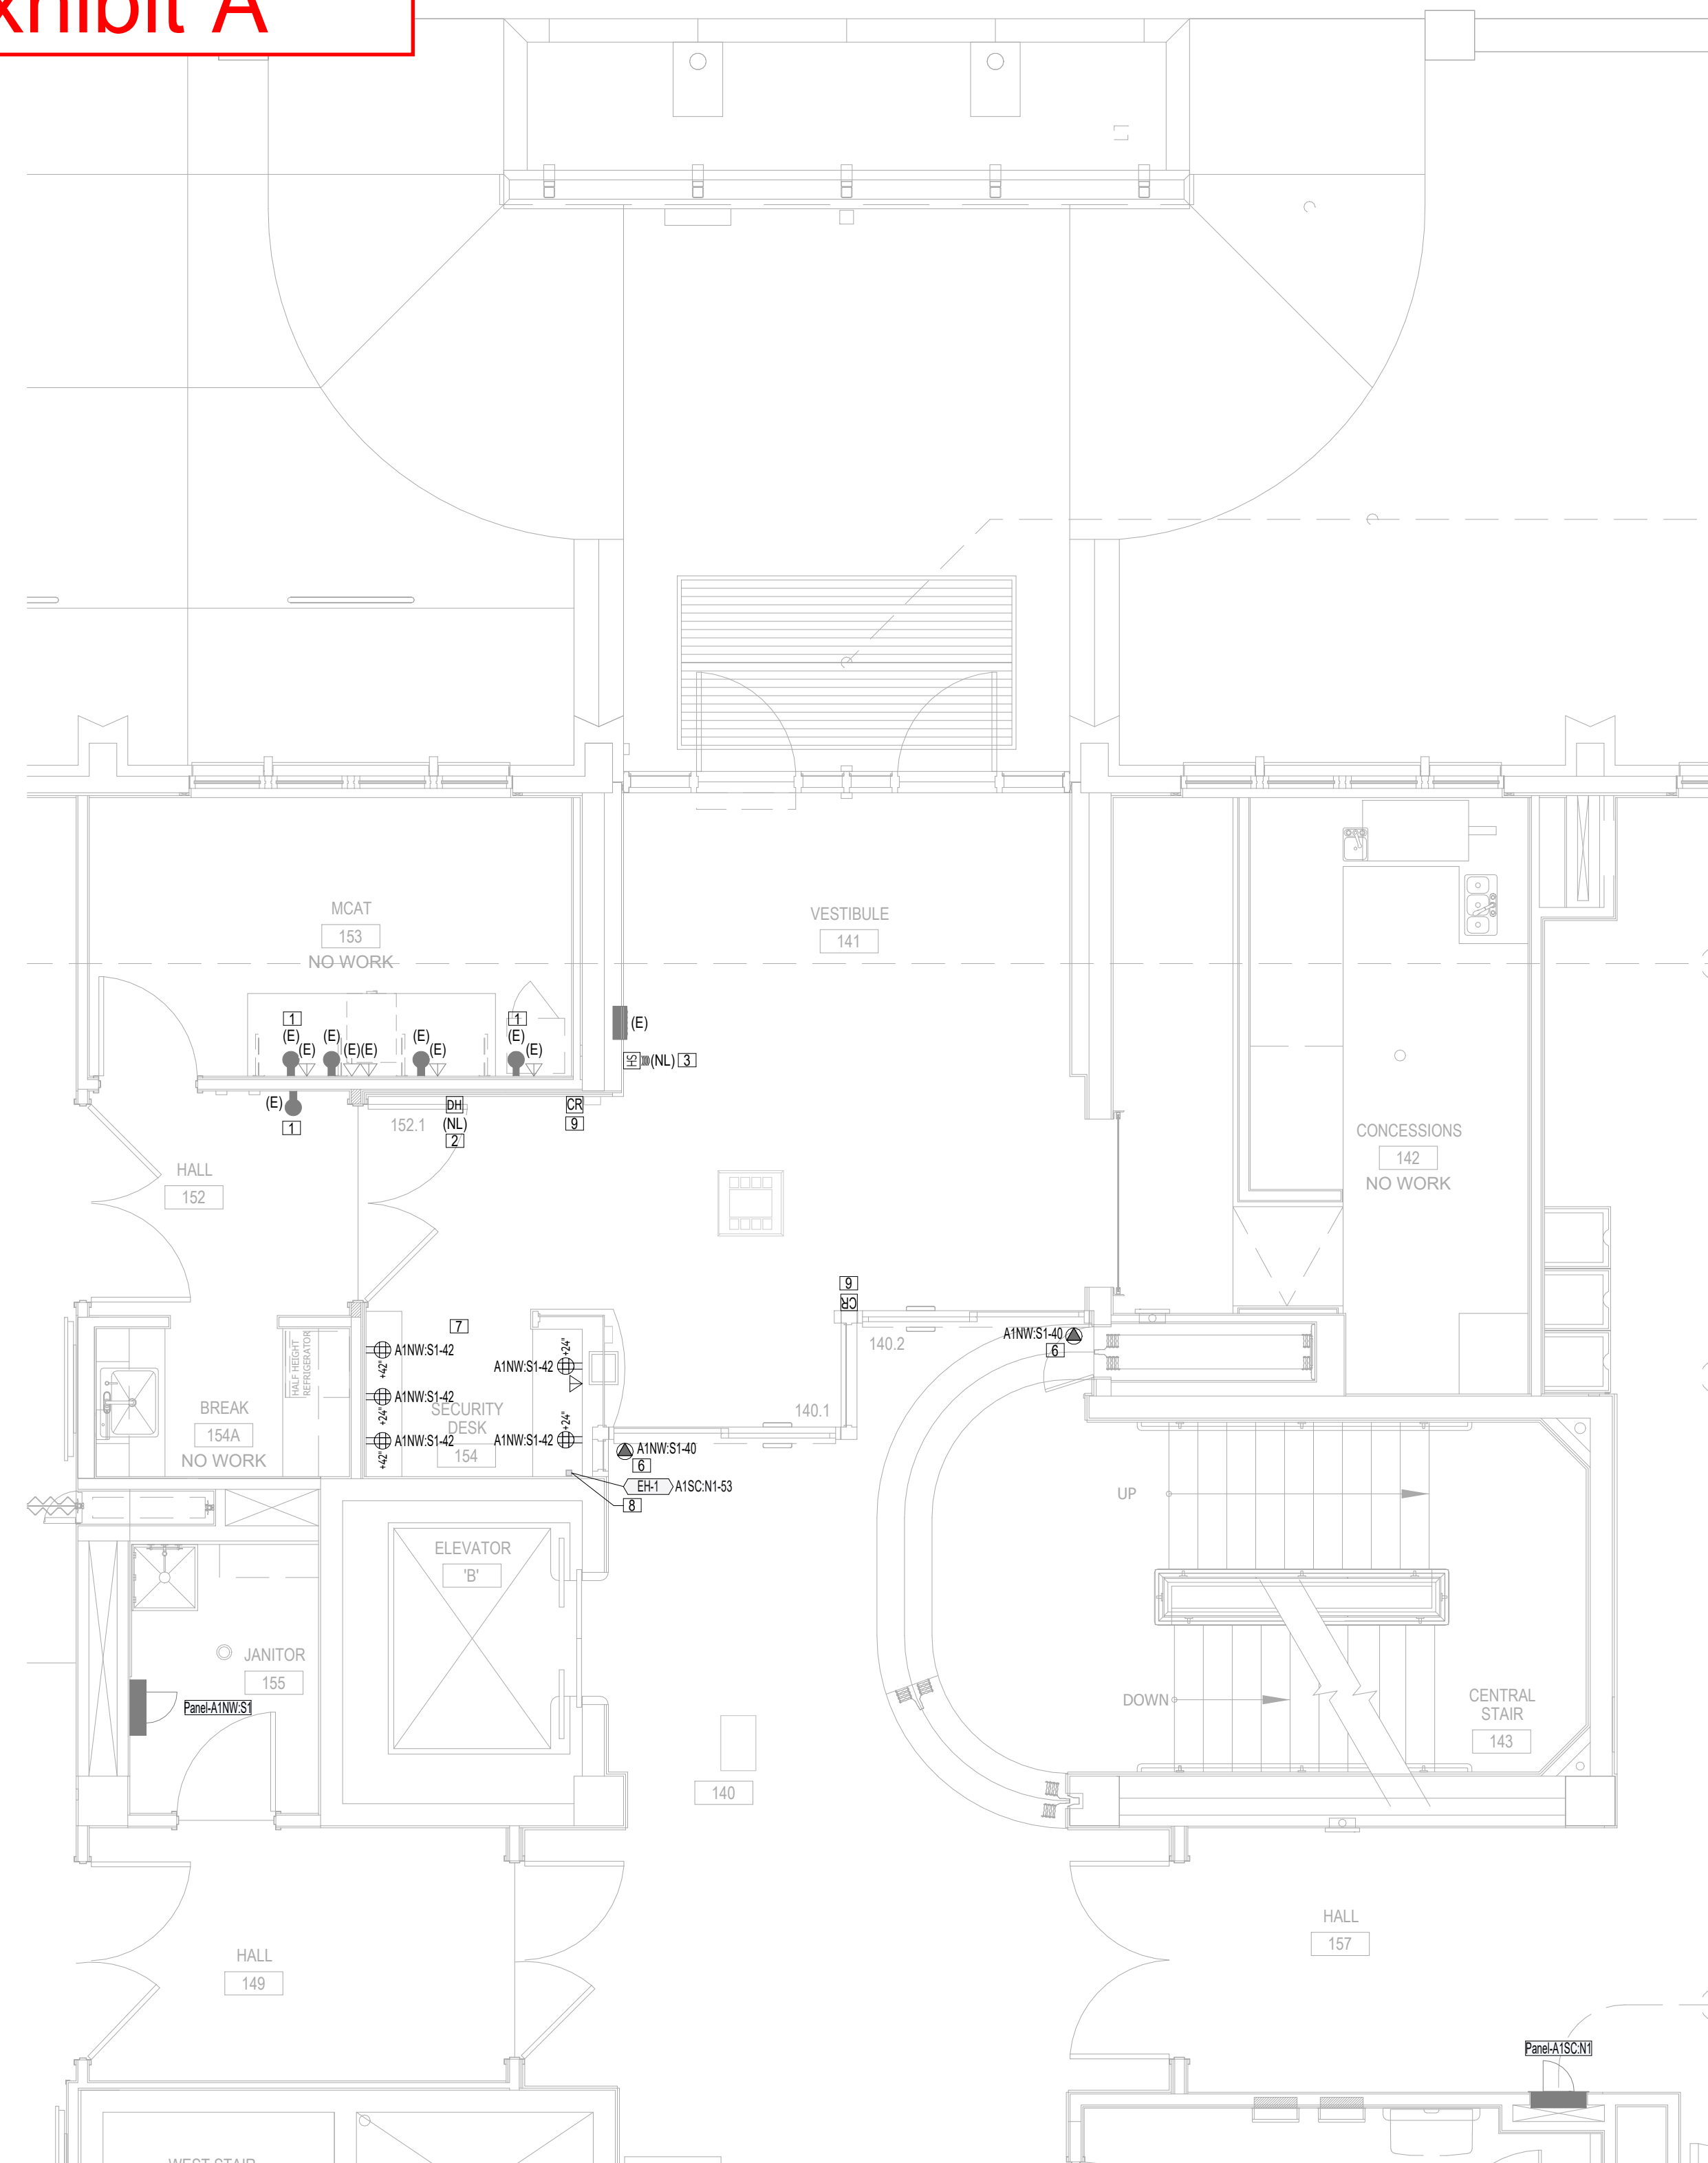 xhibit A
MCAT
153
NO WORK
VESTIBULE
141
1
(E)
(E)
(E)
(E)(E)
(E)
(E)
1
(E)
(E)
(E)
HS
(NL)
3
(E)
1
152.1
DH
(NL)
2
CR
9
CONCESSIONS
142
NO WORK
HALL
152
9
CR
140.2
A1NW:S1-40
6
7
A1NW:S1-42
+42"
A1NW:S1-42
+24"
A1NW:S1-42
+24"
A1NW:S1-42
+42"
A1NW:S1-42
+24"
HALF HEIGHT
REFRIGERATOR
BREAK
154A
NO WORK
SECURITY
DESK
154
140.1
A1NW:S1-40
6
EH-1
A1SC:N1-53
8
UP
ELEVATOR
'B'
JANITOR
155
Panel-A1NW:S1
DOWN
CENTRAL
STAIR
143
140
HALL
157
HALL
149
Panel-A1SC:N1